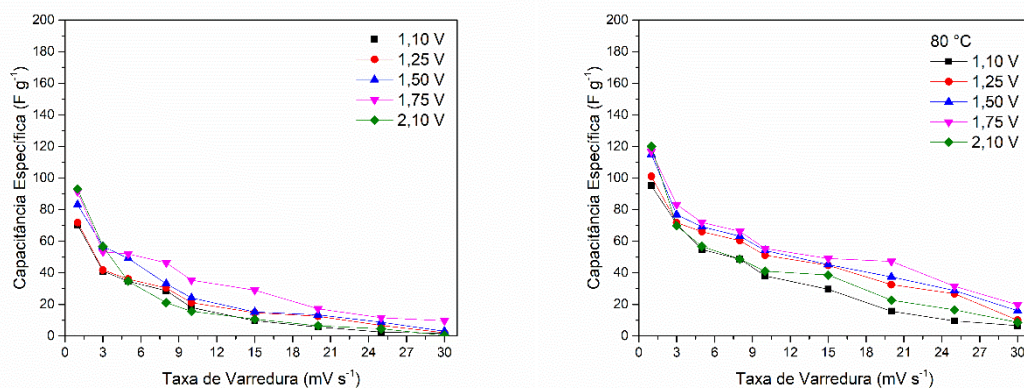 Capacitância Específica (F g⁻¹)
200
180
160
140
120
100
80
60
40
20
0
1,10 V
1,25 V
1,50 V
1,75 V
2,10 V
0 3 6 9 12 15 18 21 24 27 30
Taxa de Varredura (mV s⁻¹)
Capacitância Específica (F g⁻¹)
200
180
160
140
120
100
80
60
40
20
0
80 °C
1,10 V
1,25 V
1,50 V
1,75 V
2,10 V
0 3 6 9 12 15 18 21 24 27 30
Taxa de Varredura (mV s⁻¹)